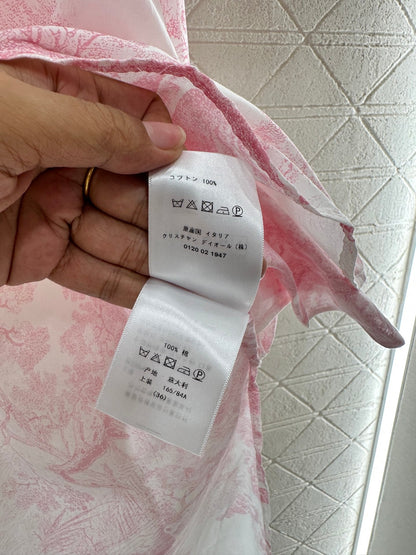 コットン 100%
原産国 イタリア
クリスチャン ディオール(株)
0120 02 1947
100% 棉
产地 意大利
上装 165/84A
(36)